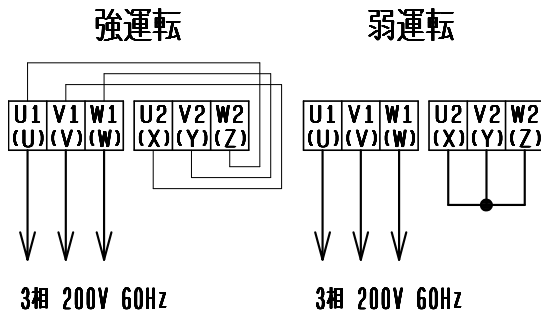 強運転 弱運転
U1 V1 W1 U2 V2 W2 U1 V1 W1 U2 V2 W2
(U) (V) (W) (X) (Y) (Z) (U) (V) (W) (X) (Y) (Z)
3相 200V 60Hz 3相 200V 60Hz